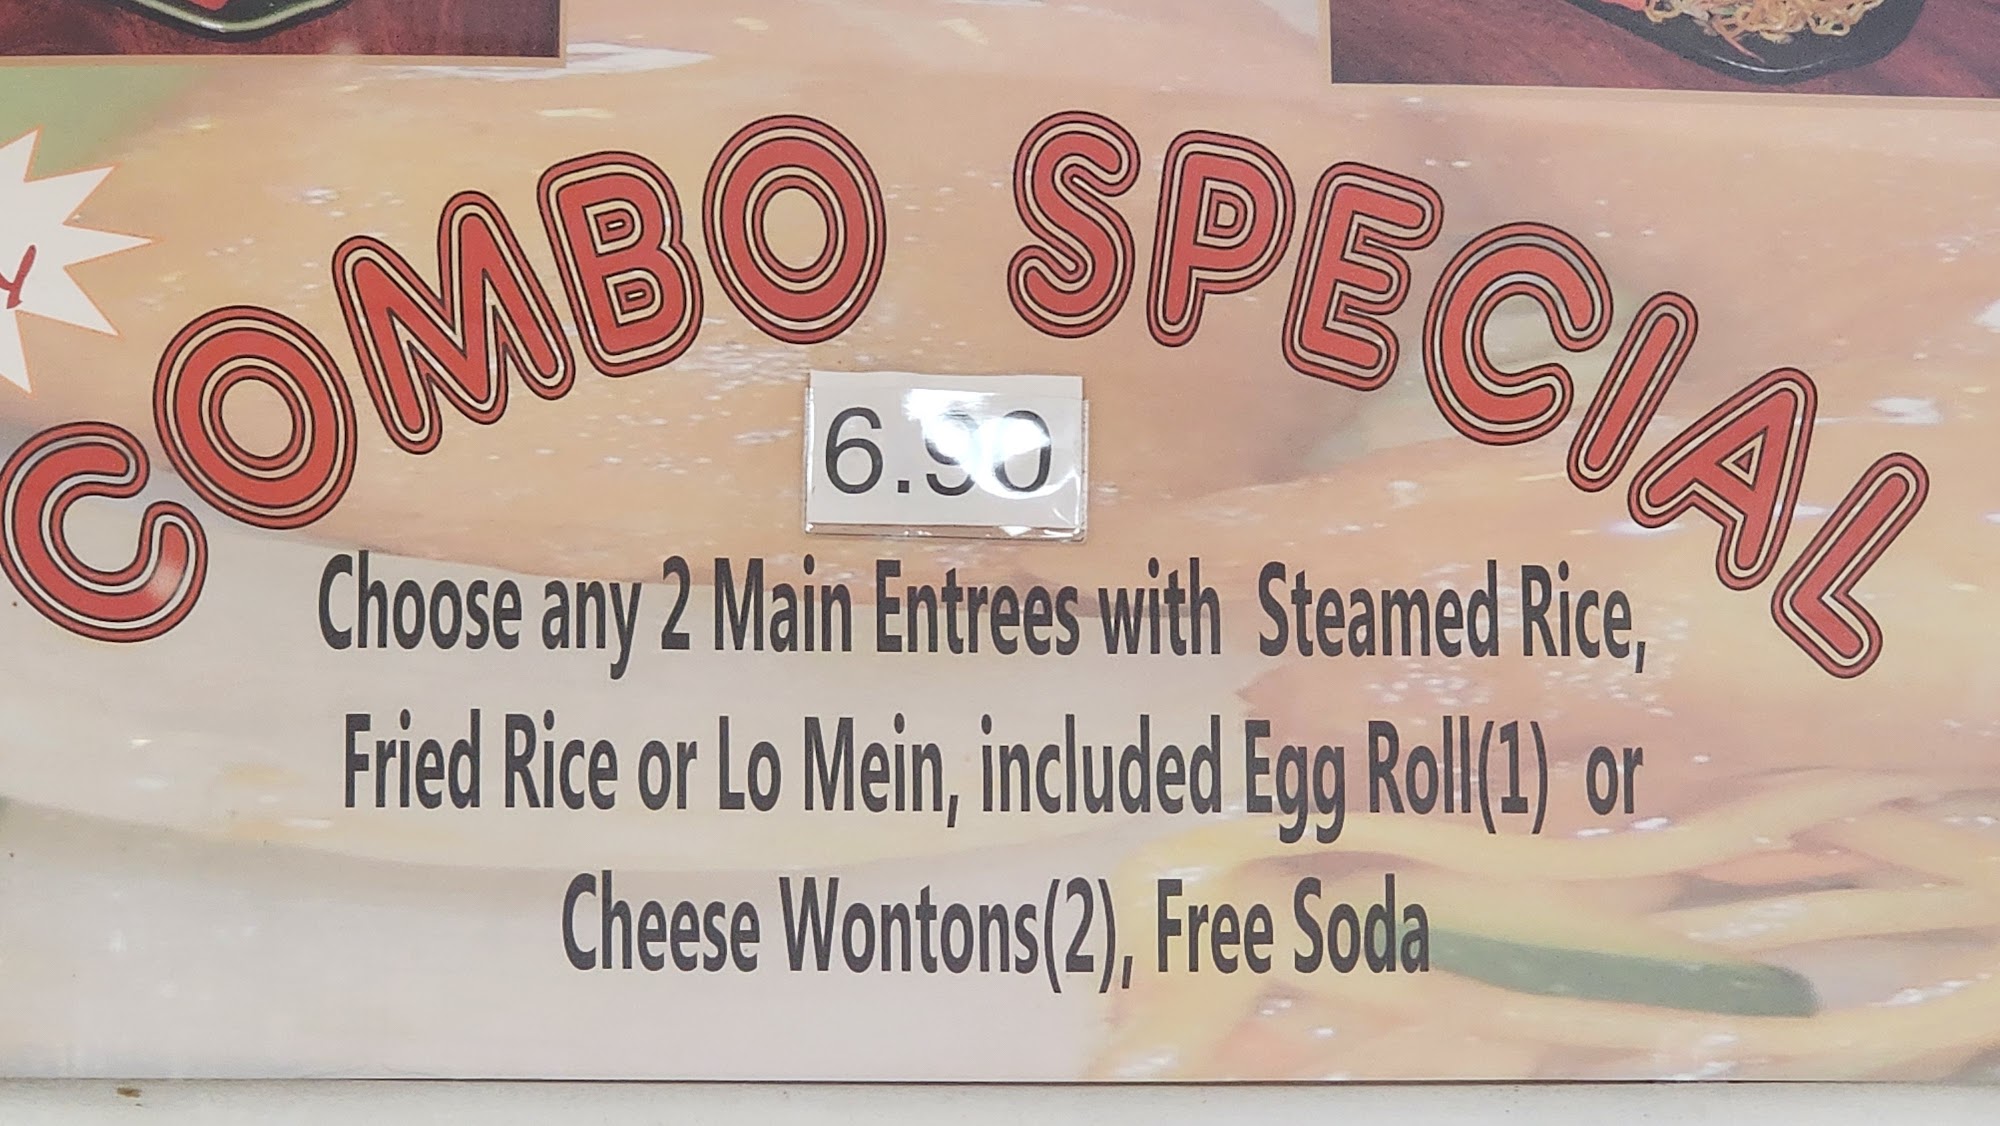 COMBO SPECIAL
6.90
Choose any 2 Main Entrees with Steamed Rice,
Fried Rice or Lo Mein, included Egg Roll(1) or
Cheese Wontons(2), Free Soda